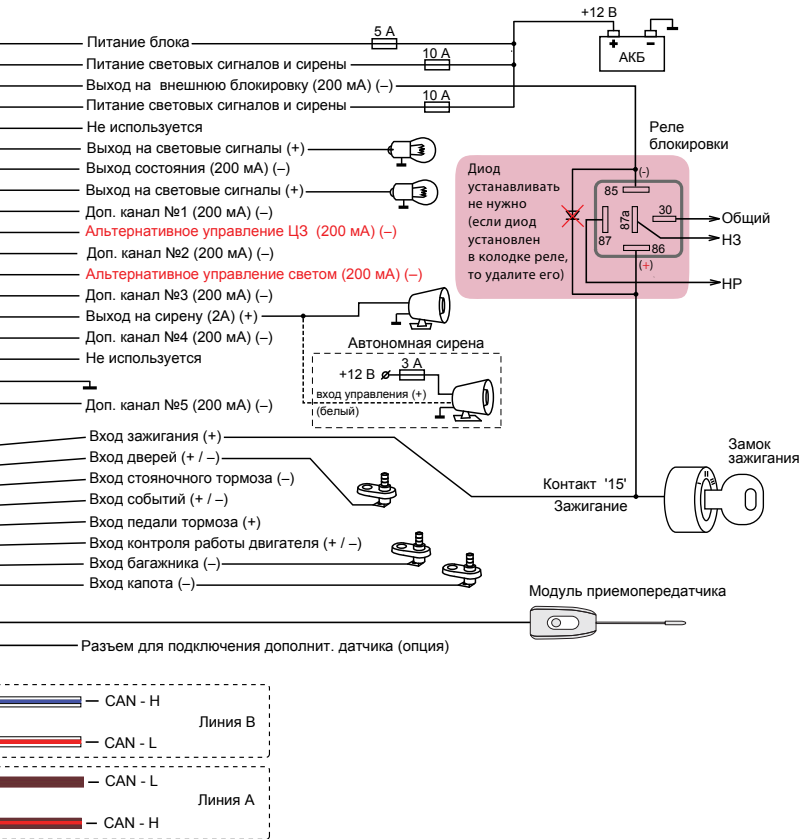 +12 В
5 А
Питание блока
+ –
АКБ
Питание световых сигналов и сирены
10 А
Выход на  внешнюю блокировку (200 мА) (–)
10 А
Питание световых сигналов и сирены
Не используется
Реле
блокировки
Выход на световые сигналы (+)
Выход состояния (200 мА) (–)
Выход на световые сигналы (+)
Доп. канал №1 (200 мА) (–)
Альтернативное управление ЦЗ  (200 мА) (–)
Доп. канал №2 (200 мА) (–)
Альтернативное управление светом (200 мА) (–)
Доп. канал №3 (200 мА) (–)
Выход на сирену (2А) (+)
Доп. канал №4 (200 мА) (–)
Не используется
Доп. канал №5 (200 мА) (–)
Диод
устанавливать
не нужно
(если диод
установлен
в колодке реле,
то удалите его)
(-)
85
30
87a
87
86
(+)
Общий
НЗ
НР
Автономная сирена
+12 В
3 А
вход управления (+)
(белый)
Вход зажигания (+)
Вход дверей (+ / –)
Вход стояночного тормоза (–)
Вход событий (+ / –)
Вход педали тормоза (+)
Вход контроля работы двигателя (+ / –)
Вход багажника (–)
Вход капота (–)
Контакт  '15'
Зажигание
Замок
зажигания
Модуль приемопередатчика
Разъем для подключения дополнит. датчика (опция)
CAN - H
Линия В
CAN - L
CAN - L
Линия А
CAN - H